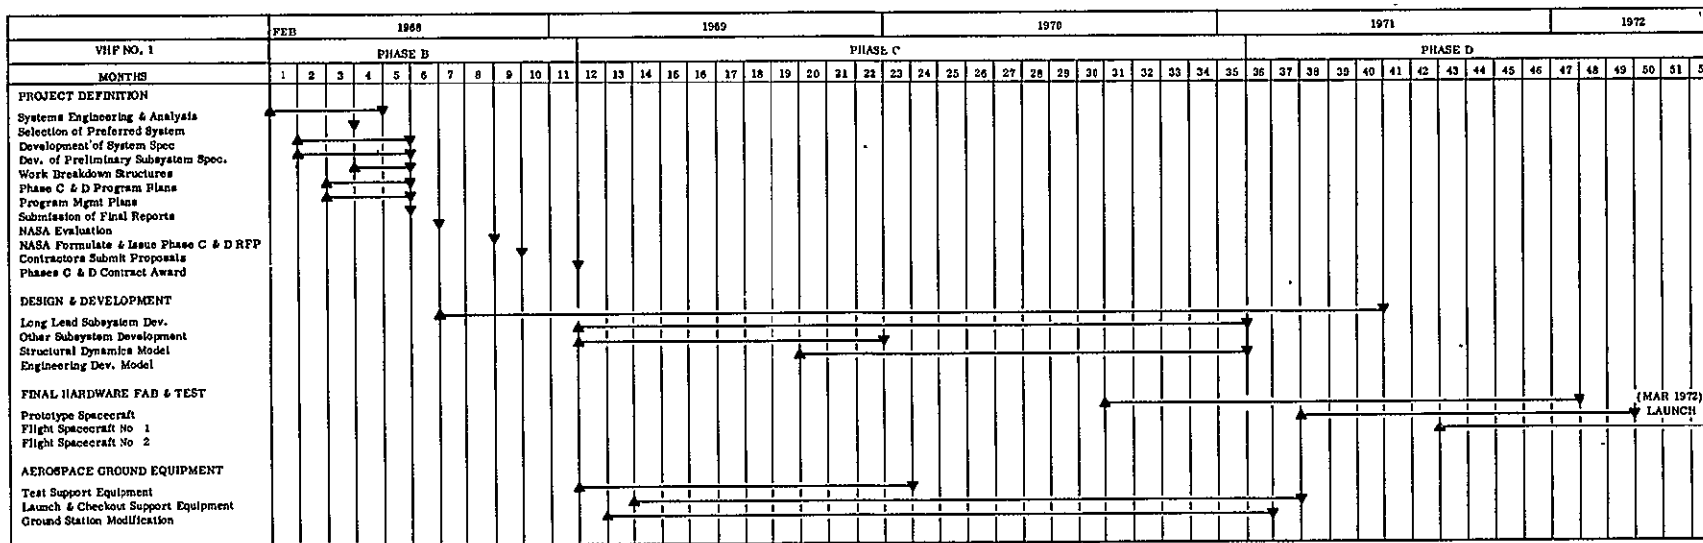 FEB 1968 1969 1970 1971 1972
VHF NO. 1 PHASE B PHASE C PHASE D
MONTHS 1 2 3 4 5 6 7 8 9 10 11 12 13 14 15 16 17 18 19 20 21 22 23 24 25 26 27 28 29 30 31 32 33 34 35 36 37 38 39 40 41 42 43 44 45 46 47 48 49 50 51
PROJECT DEFINITION
Systems Engineering & Analysis
Selection of Preferred System
Development of System Spec
Dev. of Preliminary Subsystem Spec.
Work Breakdown Structures
Phase C & D Program Plans
Program Mgmt Plans
Submission of Final Reports
NASA Evaluation
NASA Formulate & Issue Phase C & D RFP
Contractors Submit Proposals
Phases C & D Contract Award
DESIGN & DEVELOPMENT
Long Lead Subsystem Dev.
Other Subsystem Development
Structural Dynamics Model
Engineering Dev. Model
FINAL HARDWARE FAB & TEST (MAR 1972)
Prototype Spacecraft LAUNCH
Flight Spacecraft No 1
Flight Spacecraft No 2
AEROSPACE GROUND EQUIPMENT
Test Support Equipment
Launch & Checkout Support Equipment
Ground Station Modification